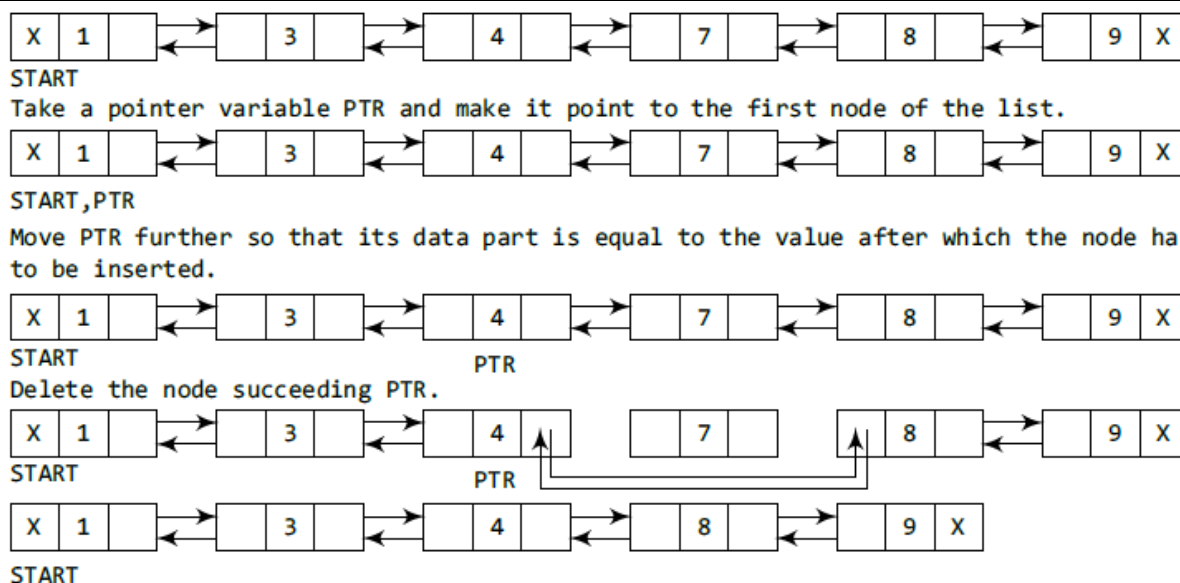 X 1 3 4 7 8 9 X
START
Take a pointer variable PTR and make it point to the first node of the list.
X 1 3 4 7 8 9 X
START,PTR
Move PTR further so that its data part is equal to the value after which the node ha
to be inserted.
X 1 3 4 7 8 9 X
START PTR
Delete the node succeeding PTR.
X 1 3 4 7 8 9 X
START PTR
X 1 3 4 8 9 X
START